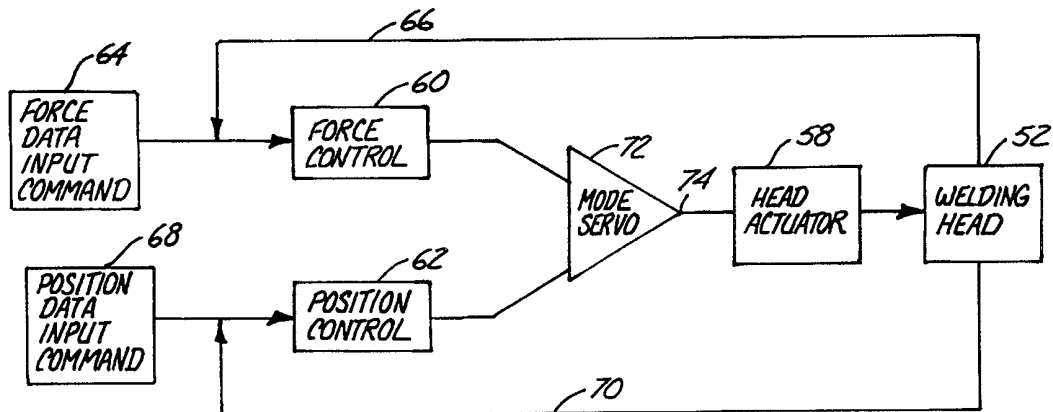 66
64
FORCE
DATA
INPUT
COMMAND
60
FORCE
CONTROL
72
MODE
SERVO
74
58
HEAD
ACTUATOR
52
WELDING
HEAD
68
POSITION
DATA
INPUT
COMMAND
62
POSITION
CONTROL
70